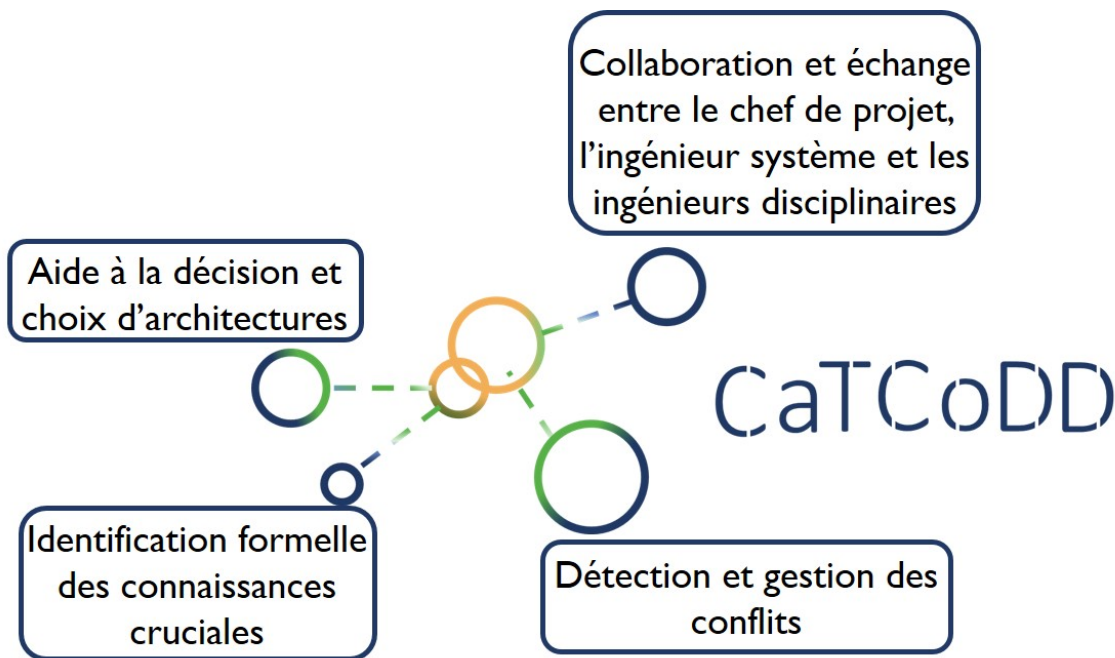 Collaboration et échange
entre le chef de projet,
l’ingénieur système et les
ingénieurs disciplinaires
Aide à la décision et
choix d’architectures
CaTCoDD
Identification formelle
des connaissances
cruciales
Détection et gestion des
conflits